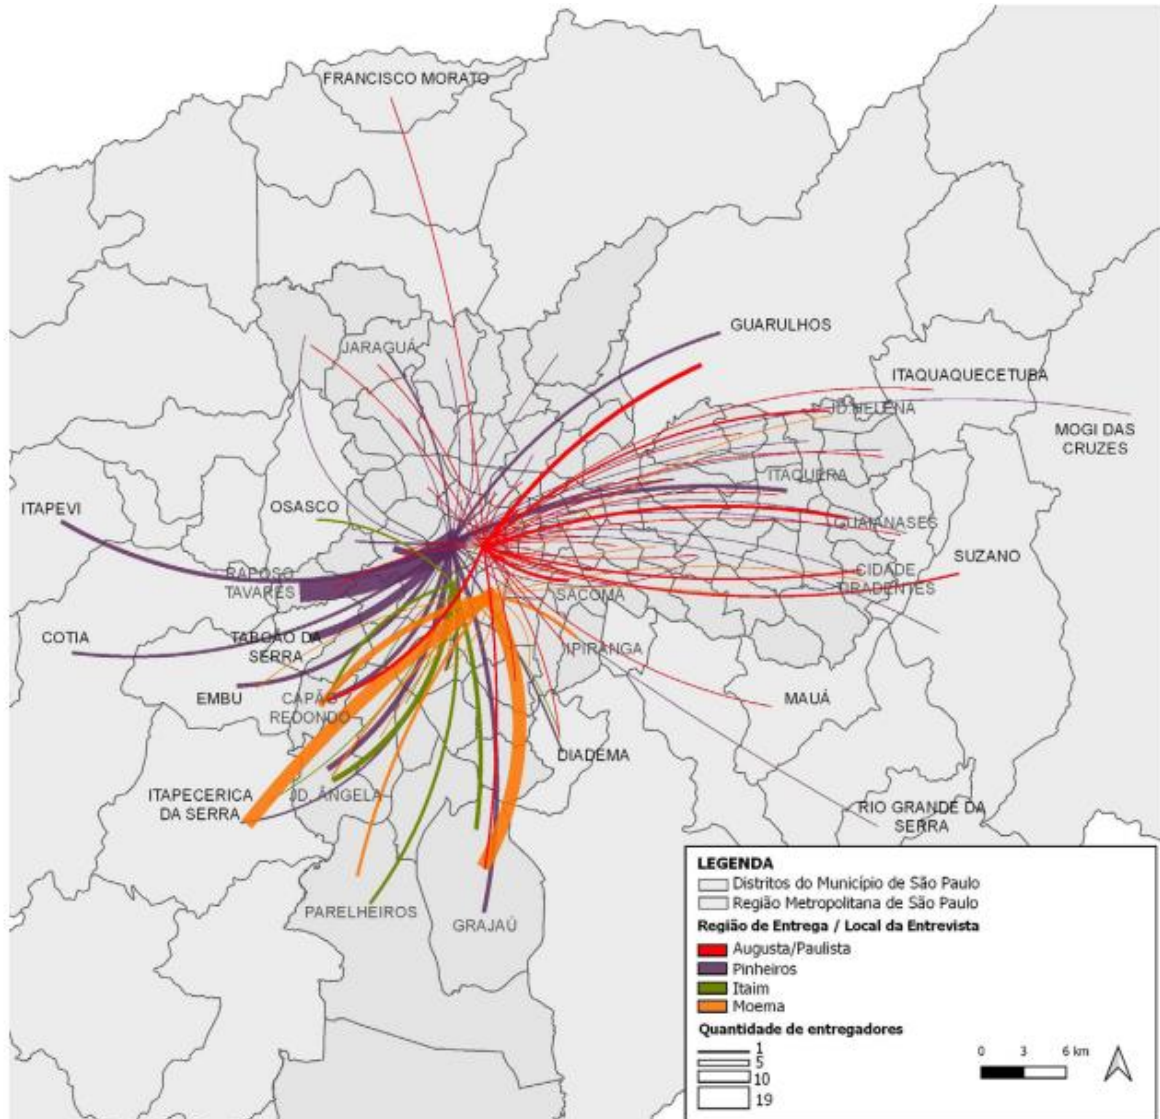 FRANCISCO MORATO
GUARULHOS
JARAGUÁ
ITAQUAQUECETUBA
JD.HELENA
MOGI DAS
CRUZES
ITAQUERA
ITAPEVI
OSASCO
GUAIANASES
SUZANO
RAPOSO
TAVARES
CIDADE
TIRADENTES
SACOMÃ
COTIA
TABOÃO DA
SERRA
IPIRANGA
EMBU
CAPÃO
REDONDO
MAUÁ
DIADEMA
ITAPECERICA
DA SERRA
JD. ÂNGELA
RIO GRANDE DA
SERRA
PARELHEIROS
GRAJAÚ
LEGENDA
Distritos do Município de São Paulo
Região Metropolitana de São Paulo
Região de Entrega / Local da Entrevista
Augusta/Paulista
Pinheiros
Itaim
Moema
Quantidade de entregadores
1
5
10
19
0 3 6 km